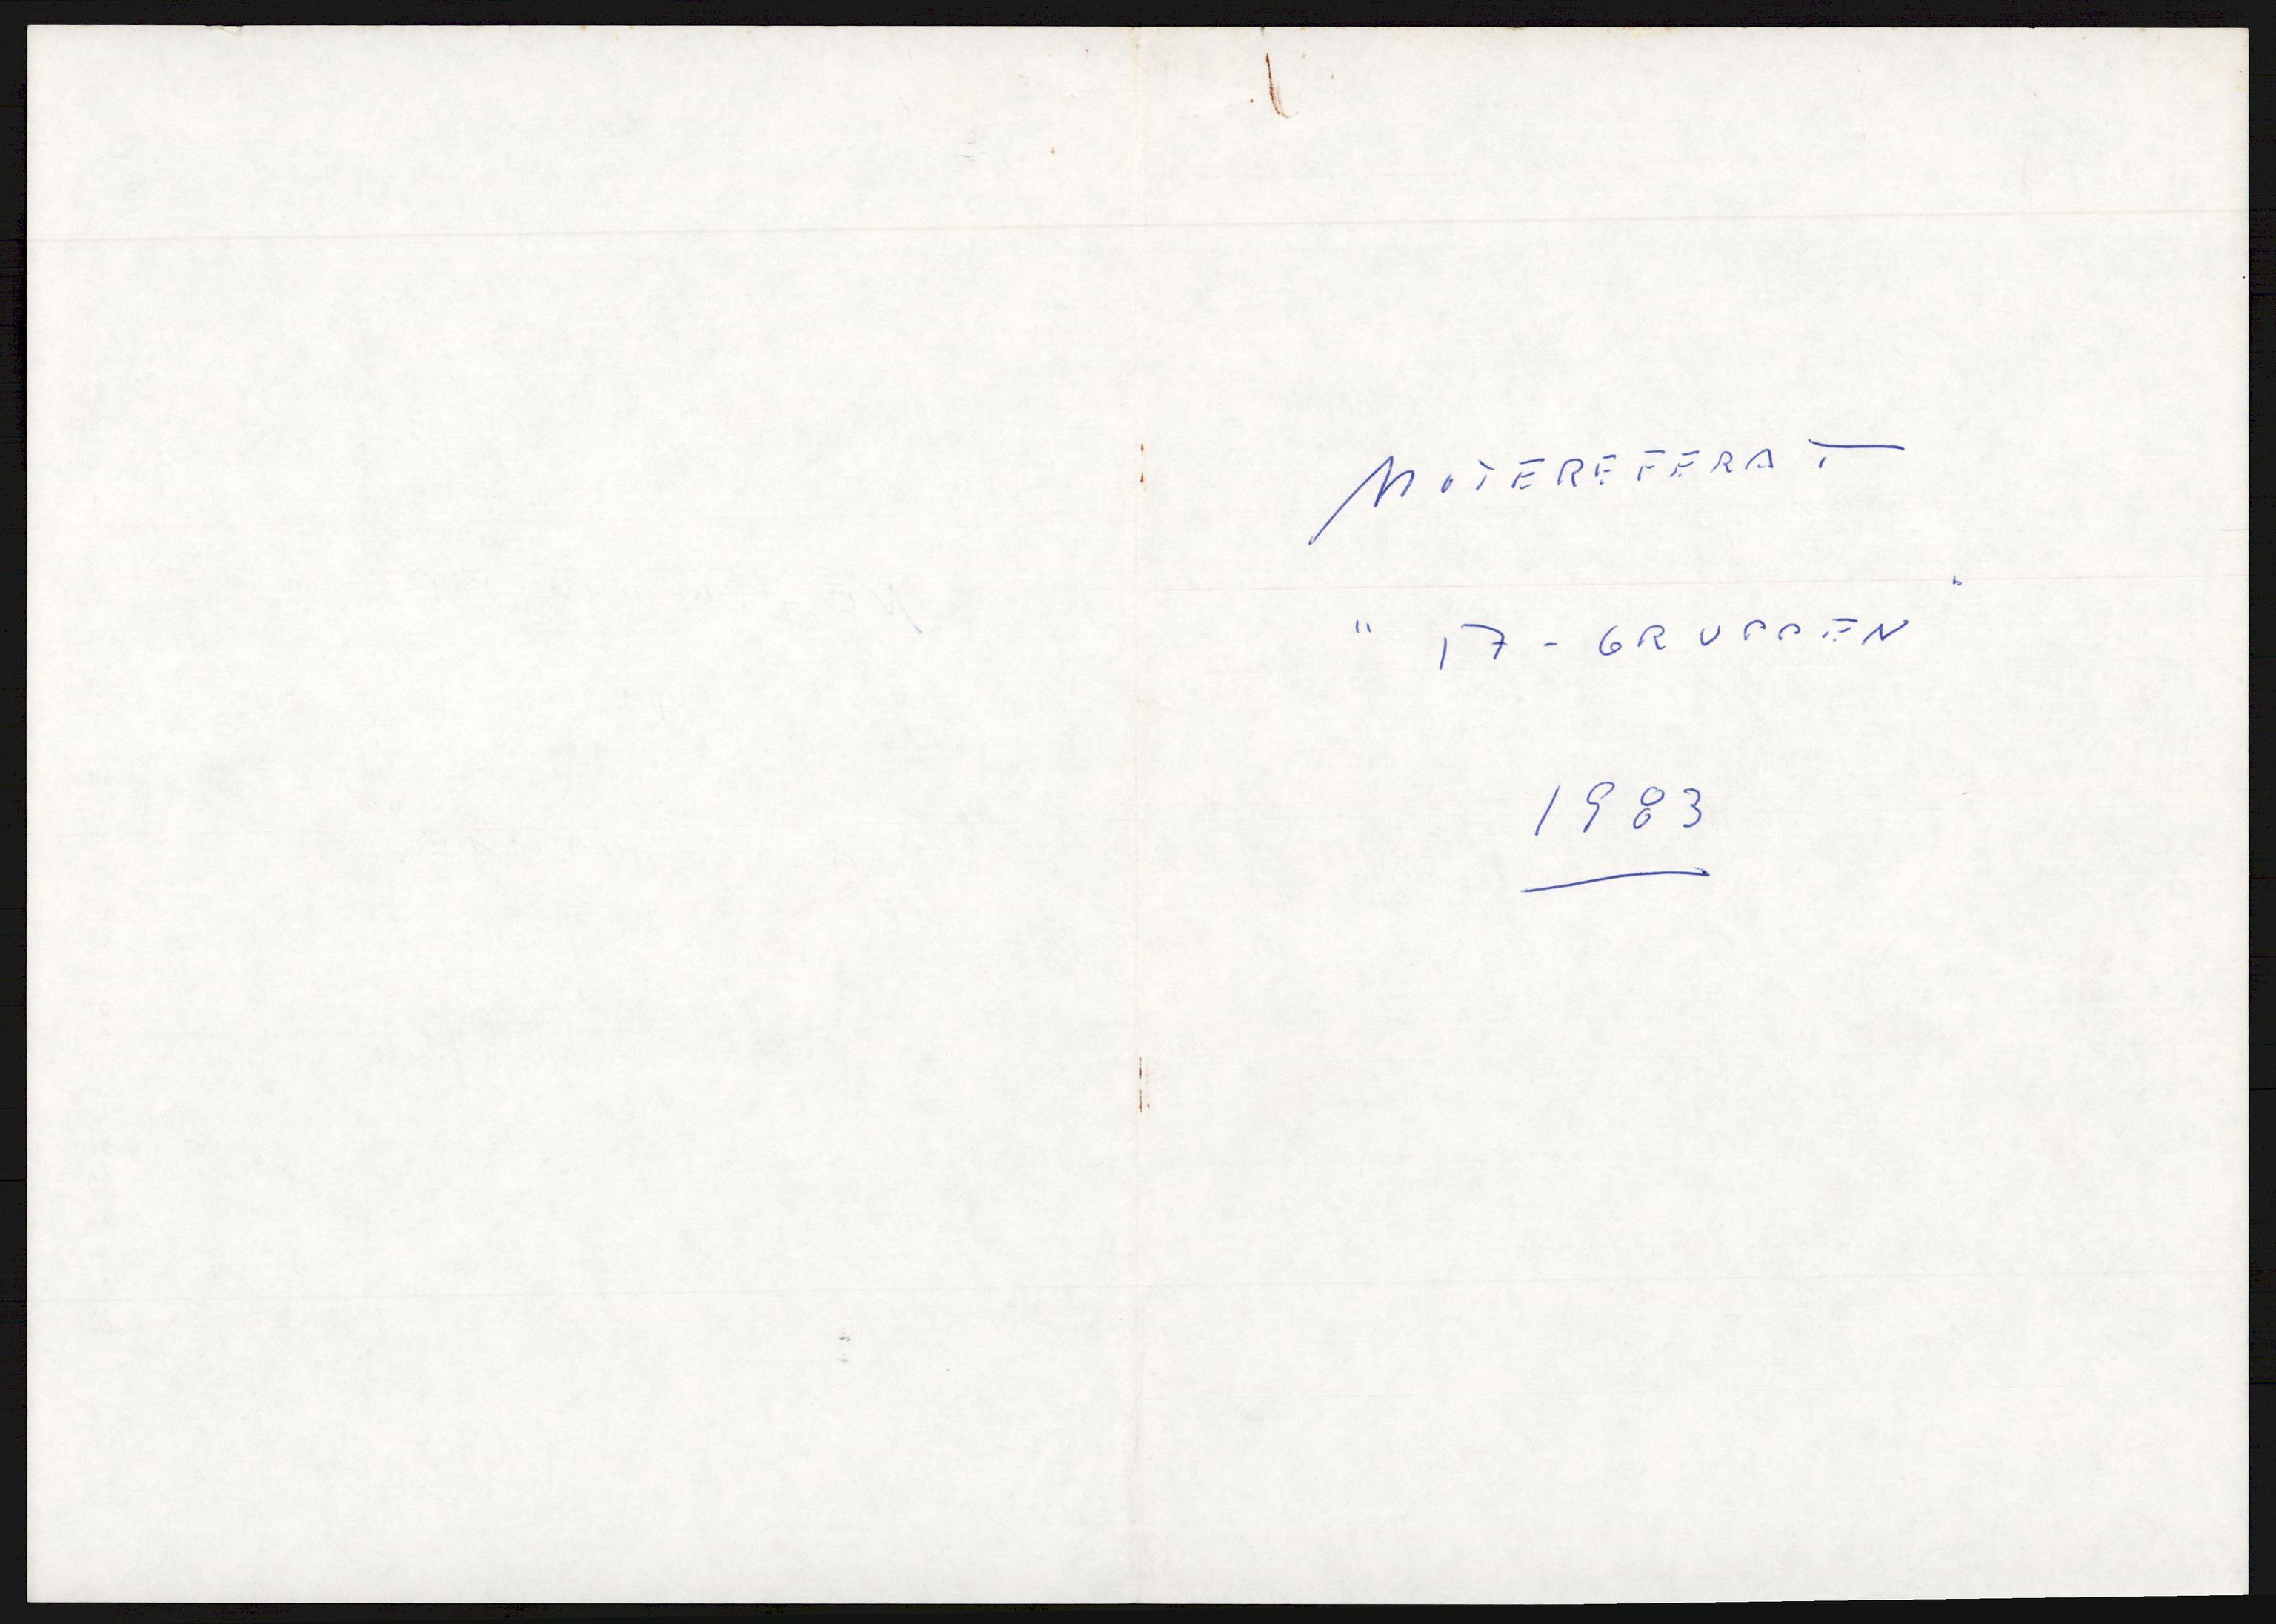 MØTEREFERAT
" 17 - GRUPPEN "
1983